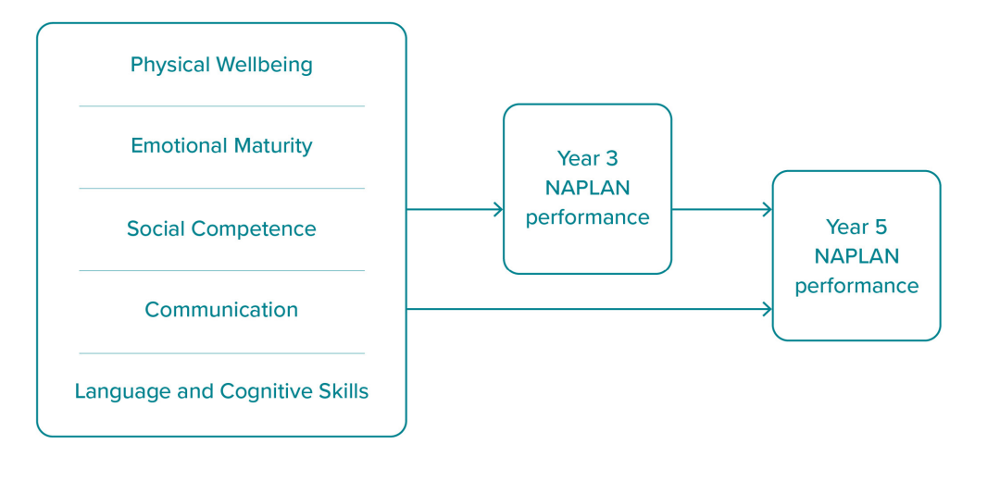 Physical Wellbeing
Emotional Maturity
Social Competence
Communication
Language and Cognitive Skills
Year 3
NAPLAN
performance
Year 5
NAPLAN
performance